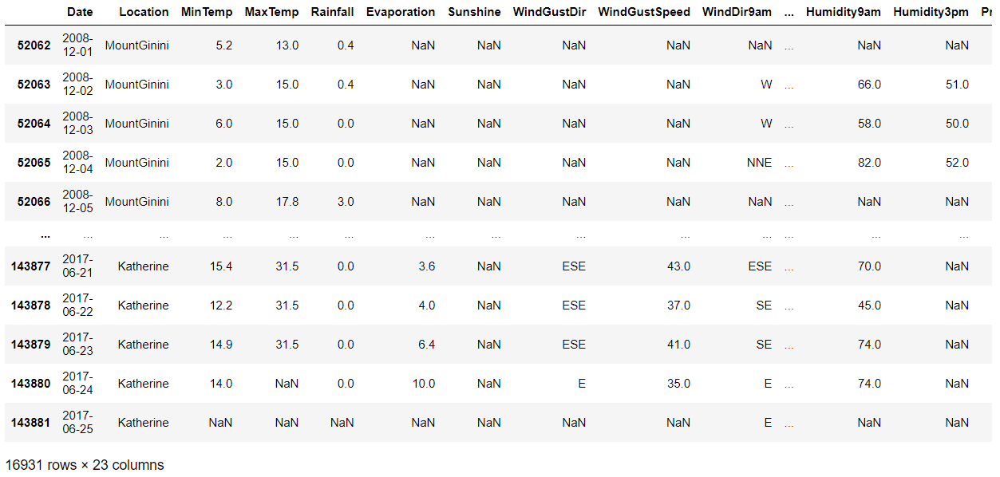 Date Location MinTemp MaxTemp Rainfall Evaporation Sunshine WindGustDir WindGustSpeed WindDir9am ... Humidity9am Humidity3pm Pr
52062 2008-12-01 MountGinini 5.2 13.0 0.4 NaN NaN NaN NaN NaN ... NaN NaN
52063 2008-12-02 MountGinini 3.0 15.0 0.4 NaN NaN NaN NaN W ... 66.0 51.0
52064 2008-12-03 MountGinini 6.0 15.0 0.0 NaN NaN NaN NaN W ... 58.0 50.0
52065 2008-12-04 MountGinini 2.0 15.0 0.0 NaN NaN NaN NaN NNE ... 82.0 52.0
52066 2008-12-05 MountGinini 8.0 17.8 3.0 NaN NaN NaN NaN NaN ... NaN NaN
... ... ... ... ... ... ... ... ... ... ... ... ... ...
143877 2017-06-21 Katherine 15.4 31.5 0.0 3.6 NaN ESE 43.0 ESE ... 70.0 NaN
143878 2017-06-22 Katherine 12.2 31.5 0.0 4.0 NaN ESE 37.0 SE ... 45.0 NaN
143879 2017-06-23 Katherine 14.9 31.5 0.0 6.4 NaN ESE 41.0 SE ... 74.0 NaN
143880 2017-06-24 Katherine 14.0 NaN 0.0 10.0 NaN E 35.0 E ... 74.0 NaN
143881 2017-06-25 Katherine NaN NaN NaN NaN NaN NaN NaN E ... NaN NaN
16931 rows × 23 columns